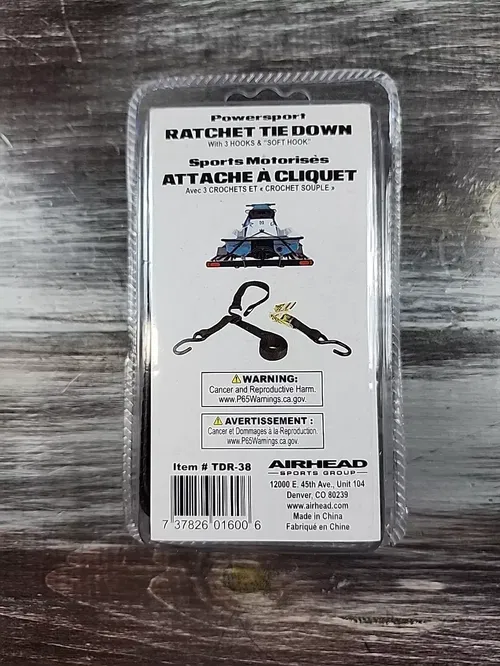 Powersport
RATCHET TIE DOWN
With 3 HOOKS & "SOFT HOOK"
Sports Motorisès
ATTACHE À CLIQUET
Avec 3 CROCHETS ET « CROCHET SOUPLE »
WARNING:
Cancer and Reproductive Harm.
www.P65Warnings.ca.gov.
AVERTISSEMENT :
Cancer et Dommages à la Reproduction.
www.P65Warnings.ca.gov.
Item # TDR-38
7 37826 01600 6
AIRHEAD
SPORTS GROUP
12000 E. 45th Ave., Unit 104
Denver, CO 80239
www.airhead.com
Made in China
Fabriqué en Chine